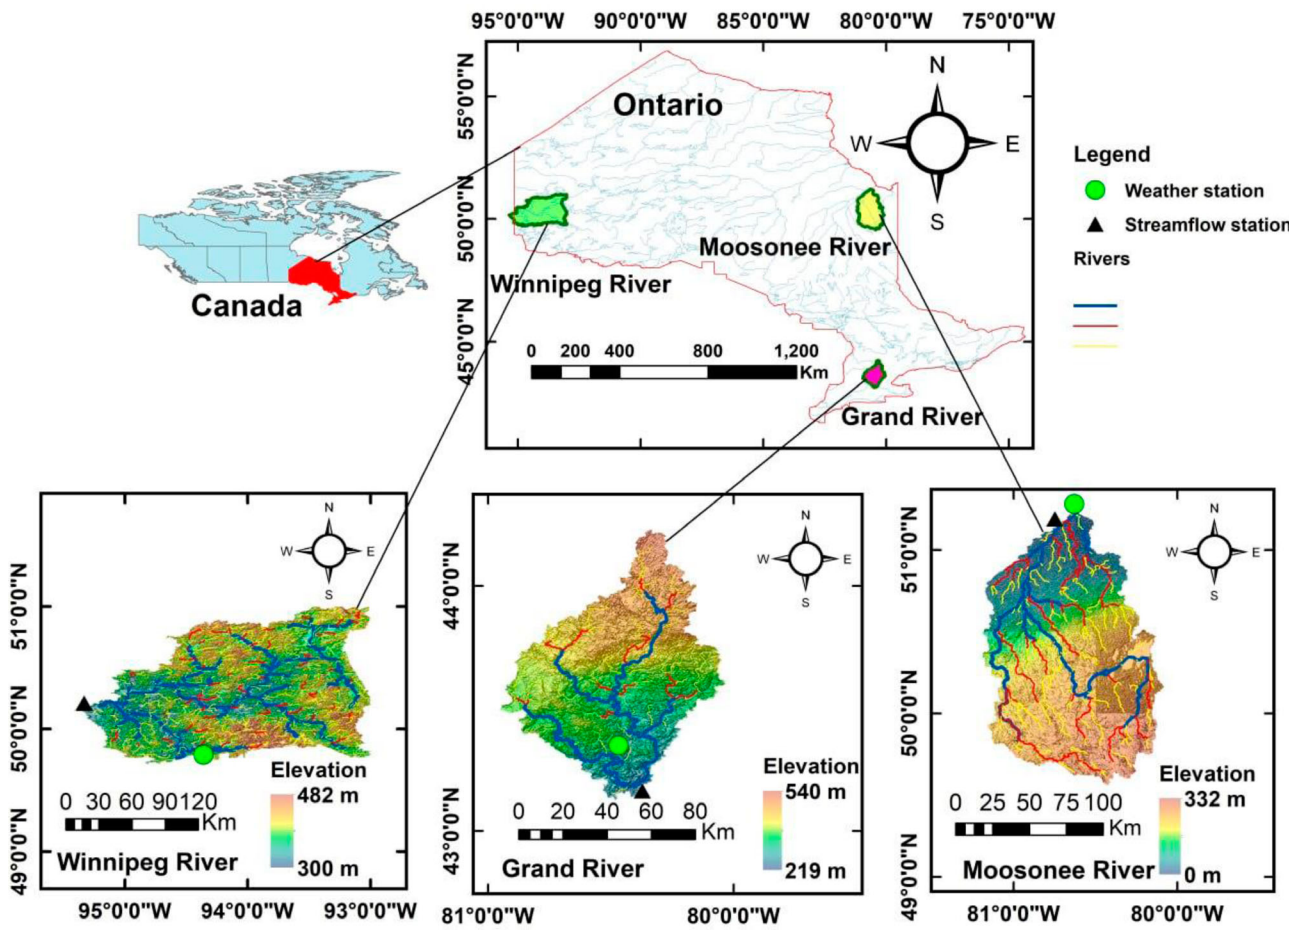 95°0'0"W 90°0'0"W 85°0'0"W 80°0'0"W 75°0'0"W
55°0'0"N
50°0'0"N
45°0'0"N
Ontario
N
W E
S
Moosonee River
Winnipeg River
0 200 400 800 1,200
Km
Grand River
Canada
Legend
Weather station
Streamflow station
Rivers
N
W E
S
51°0'0"N
50°0'0"N
49°0'0"N
Elevation
482 m
300 m
0 30 60 90 120
Km
Winnipeg River
95°0'0"W 94°0'0"W 93°0'0"W
N
W E
S
44°0'0"N
43°0'0"N
Elevation
540 m
219 m
0 20 40 60 80
Km
Grand River
81°0'0"W 80°0'0"W
N
W E
S
51°0'0"N
50°0'0"N
49°0'0"N
Elevation
332 m
0 m
0 25 50 75 100
Km
Moosonee River
81°0'0"W 80°0'0"W